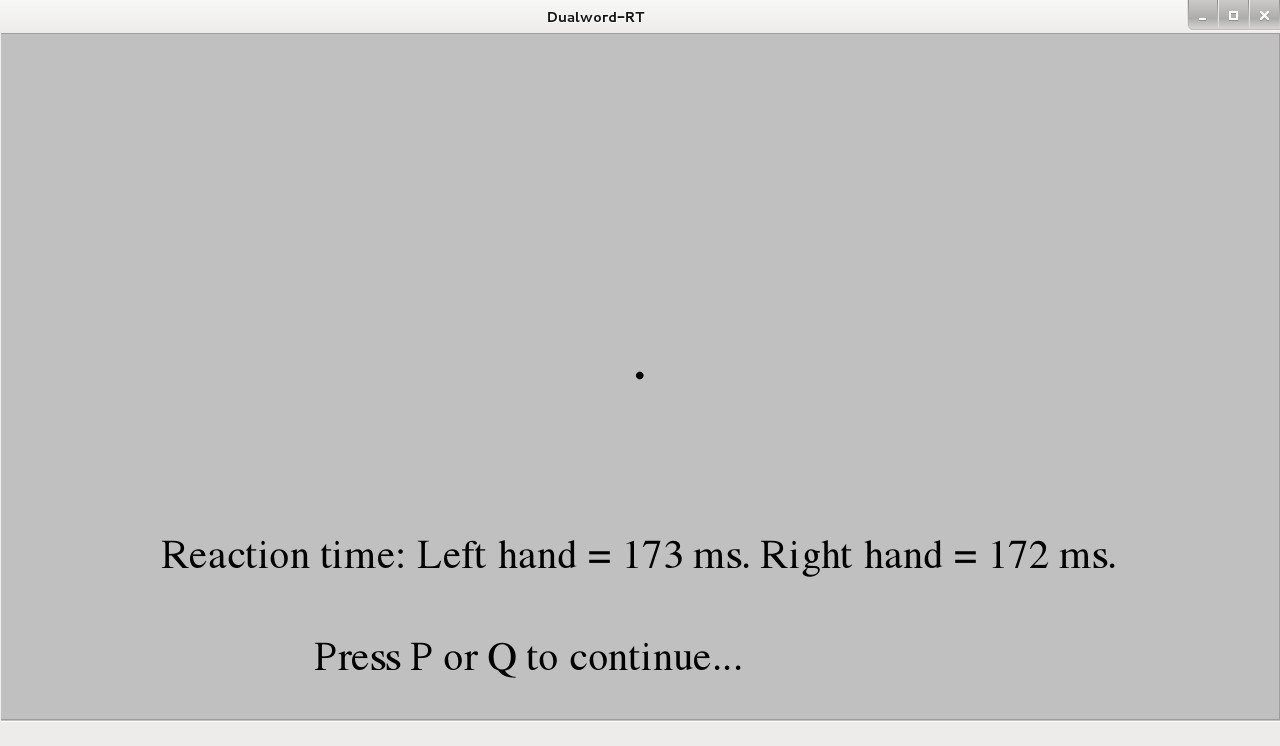 Dualword-RT
Reaction time: Left hand = 173 ms. Right hand = 172 ms.
Press P or Q to continue...